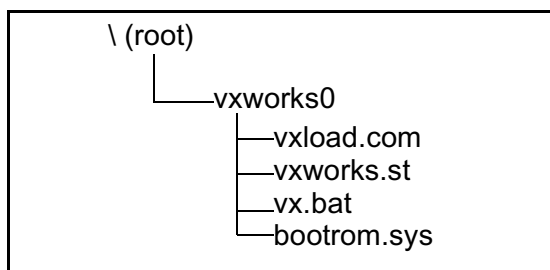 \ (root)
vxworks0
vxload.com
vxworks.st
vx.bat
bootrom.sys